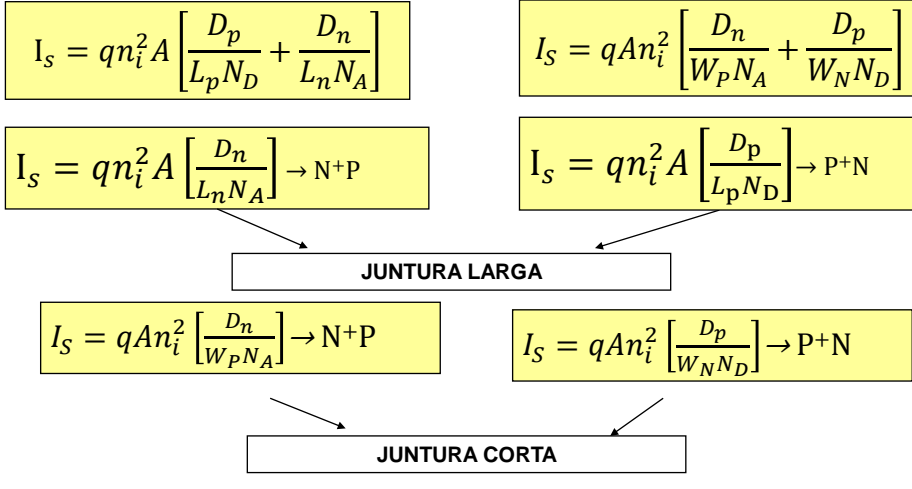 I_s = qn_i^2 A [D_p / (L_p N_D) + D_n / (L_n N_A)]
I_S = qAn_i^2 [D_n / (W_P N_A) + D_p / (W_N N_D)]
I_s = qn_i^2 A [D_n / (L_n N_A)] → N⁺P
I_s = qn_i^2 A [D_p / (L_p N_D)] → P⁺N
JUNTURA LARGA
I_S = qAn_i^2 [D_n / (W_P N_A)] → N⁺P
I_S = qAn_i^2 [D_p / (W_N N_D)] → P⁺N
JUNTURA CORTA